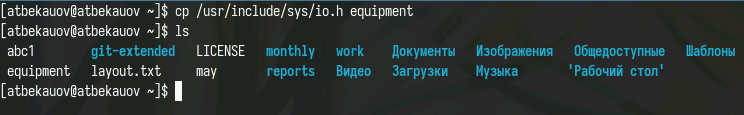 [atbekauov@atbekauov ~]$ cp /usr/include/sys/io.h equipment
[atbekauov@atbekauov ~]$ ls
abc1 git-extended LICENSE monthly work Документы Изображения Общедоступные Шаблоны
equipment layout.txt may reports Видео Загрузки Музыка 'Рабочий стол'
[atbekauov@atbekauov ~]$